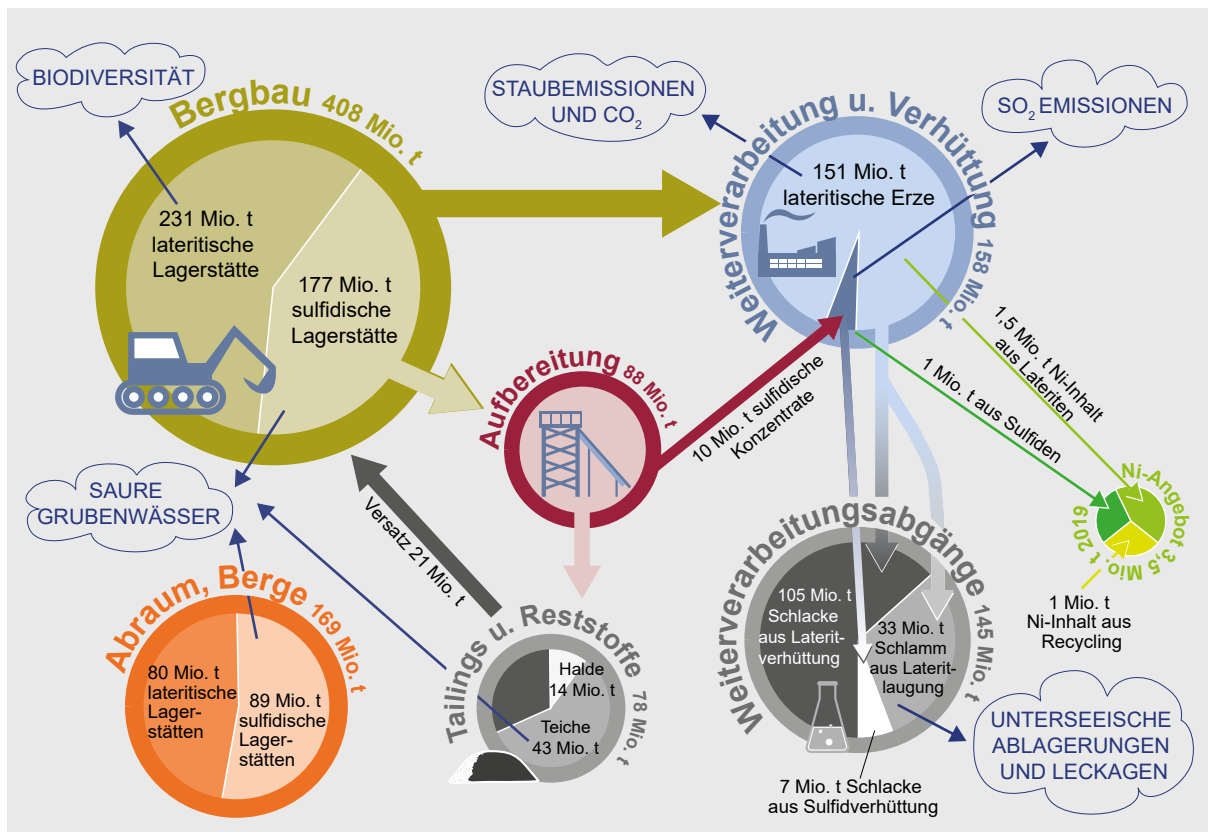 BIODIVERSITÄT
Bergbau 408 Mio. t
231 Mio. t
lateritische
Lagerstätte
177 Mio. t
sulfidische
Lagerstätte
STAUBEMISSIONEN
UND CO₂
SO₂ EMISSIONEN
Weiterverarbeitung u. Verhüttung 158 Mio. t
151 Mio. t
lateritische Erze
Aufbereitung 88 Mio. t
10 Mio. t sulfidische
Konzentrate
1,5 Mio. t Ni-Inhalt
aus Lateriten
1 Mio. t aus Sulfiden
Ni-Angebot 3,5 Mio. t 2019
1 Mio. t
Ni-Inhalt aus
Recycling
SAURE
GRUBENWÄSSER
Versatz 21 Mio. t
Abraum, Berge 169 Mio. t
80 Mio. t
lateritische
Lager-
stätten
89 Mio. t
sulfidische
Lager-
stätten
Tailings u. Reststoffe 78 Mio. t
Halde
14 Mio. t
Teiche
43 Mio. t
Weiterverarbeitungsabgänge 145 Mio. t
105 Mio. t
Schlacke
aus Laterit-
verhüttung
33 Mio. t
Schlamm
aus Laterit-
laugung
7 Mio. t Schlacke
aus Sulfidverhüttung
UNTERSEEISCHE
ABLAGERUNGEN
UND LECKAGEN